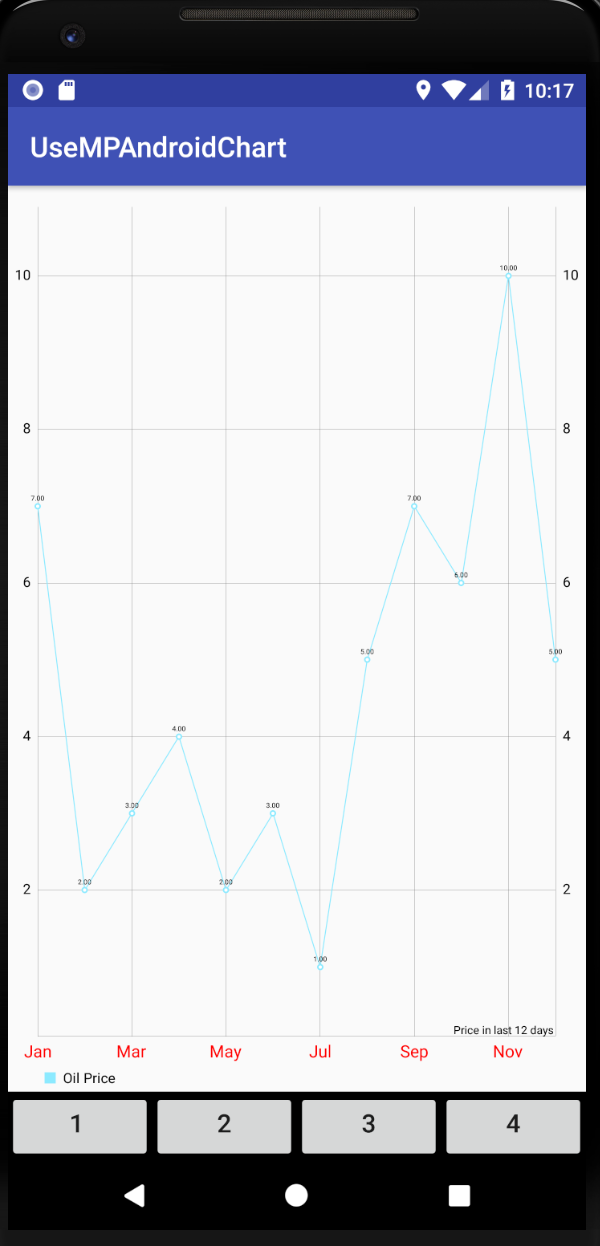 10:17
UseMPAndroidChart
10 10.00 10
8 8
7.00 7.00
6 6.00 6
5.00 5.00
4 4.00 4
3.00 3.00
2 2.00 2.00 2
1.00
Price in last 12 days
Jan Mar May Jul Sep Nov
Oil Price
1 2 3 4